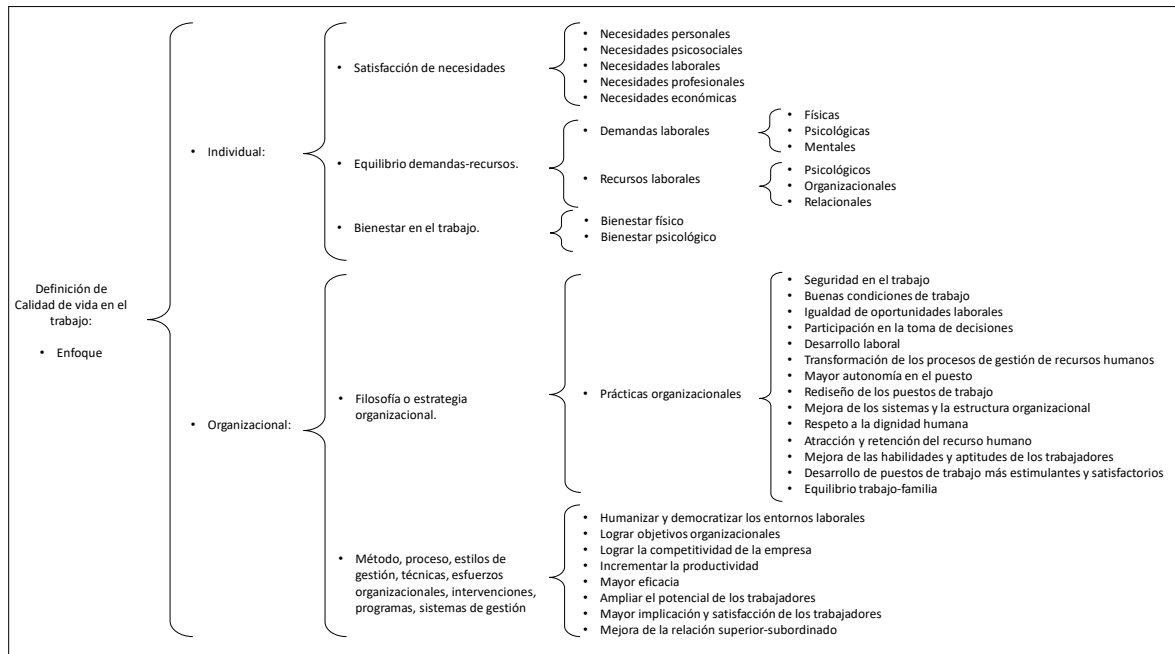 Definición de
Calidad de vida en el
trabajo:
• Enfoque
• Individual:
• Satisfacción de necesidades
• Necesidades personales
• Necesidades psicosociales
• Necesidades laborales
• Necesidades profesionales
• Necesidades económicas
• Equilibrio demandas-recursos.
• Demandas laborales
• Físicas
• Psicológicas
• Mentales
• Recursos laborales
• Psicológicos
• Organizacionales
• Relacionales
• Bienestar en el trabajo.
• Bienestar físico
• Bienestar psicológico
• Organizacional:
• Filosofía o estrategia
organizacional.
• Prácticas organizacionales
• Seguridad en el trabajo
• Buenas condiciones de trabajo
• Igualdad de oportunidades laborales
• Participación en la toma de decisiones
• Desarrollo laboral
• Transformación de los procesos de gestión de recursos humanos
• Mayor autonomía en el puesto
• Rediseño de los puestos de trabajo
• Mejora de los sistemas y la estructura organizacional
• Respeto a la dignidad humana
• Atracción y retención del recurso humano
• Mejora de las habilidades y aptitudes de los trabajadores
• Desarrollo de puestos de trabajo más estimulantes y satisfactorios
• Equilibrio trabajo-familia
• Método, proceso, estilos de
gestión, técnicas, esfuerzos
organizacionales, intervenciones,
programas, sistemas de gestión
• Humanizar y democratizar los entornos laborales
• Lograr objetivos organizacionales
• Lograr la competitividad de la empresa
• Incrementar la productividad
• Mayor eficacia
• Ampliar el potencial de los trabajadores
• Mayor implicación y satisfacción de los trabajadores
• Mejora de la relación superior-subordinado